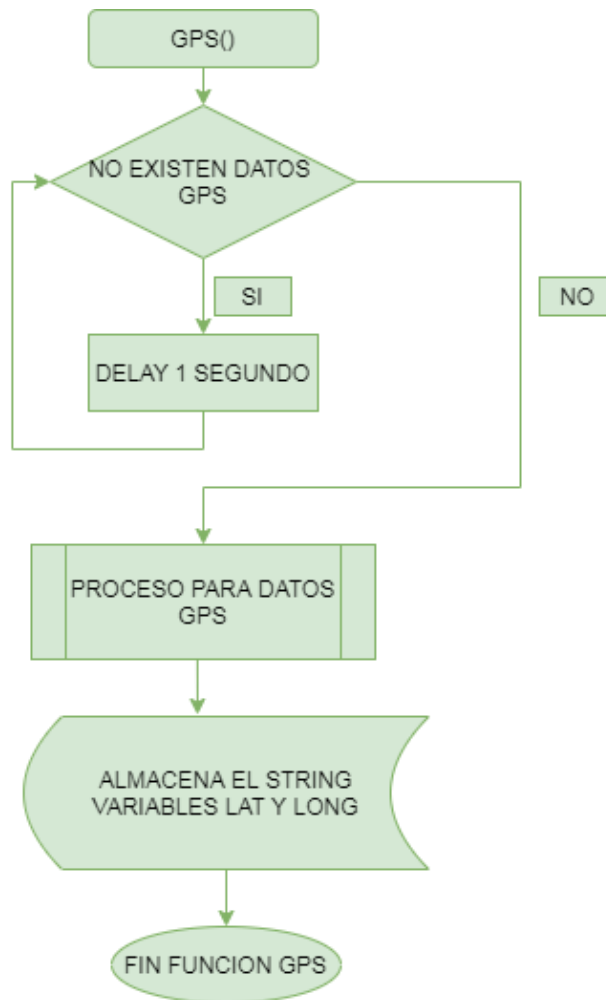 GPS()
NO EXISTEN DATOS
GPS
SI
NO
DELAY 1 SEGUNDO
PROCESO PARA DATOS
GPS
ALMACENA EL STRING
VARIABLES LAT Y LONG
FIN FUNCION GPS